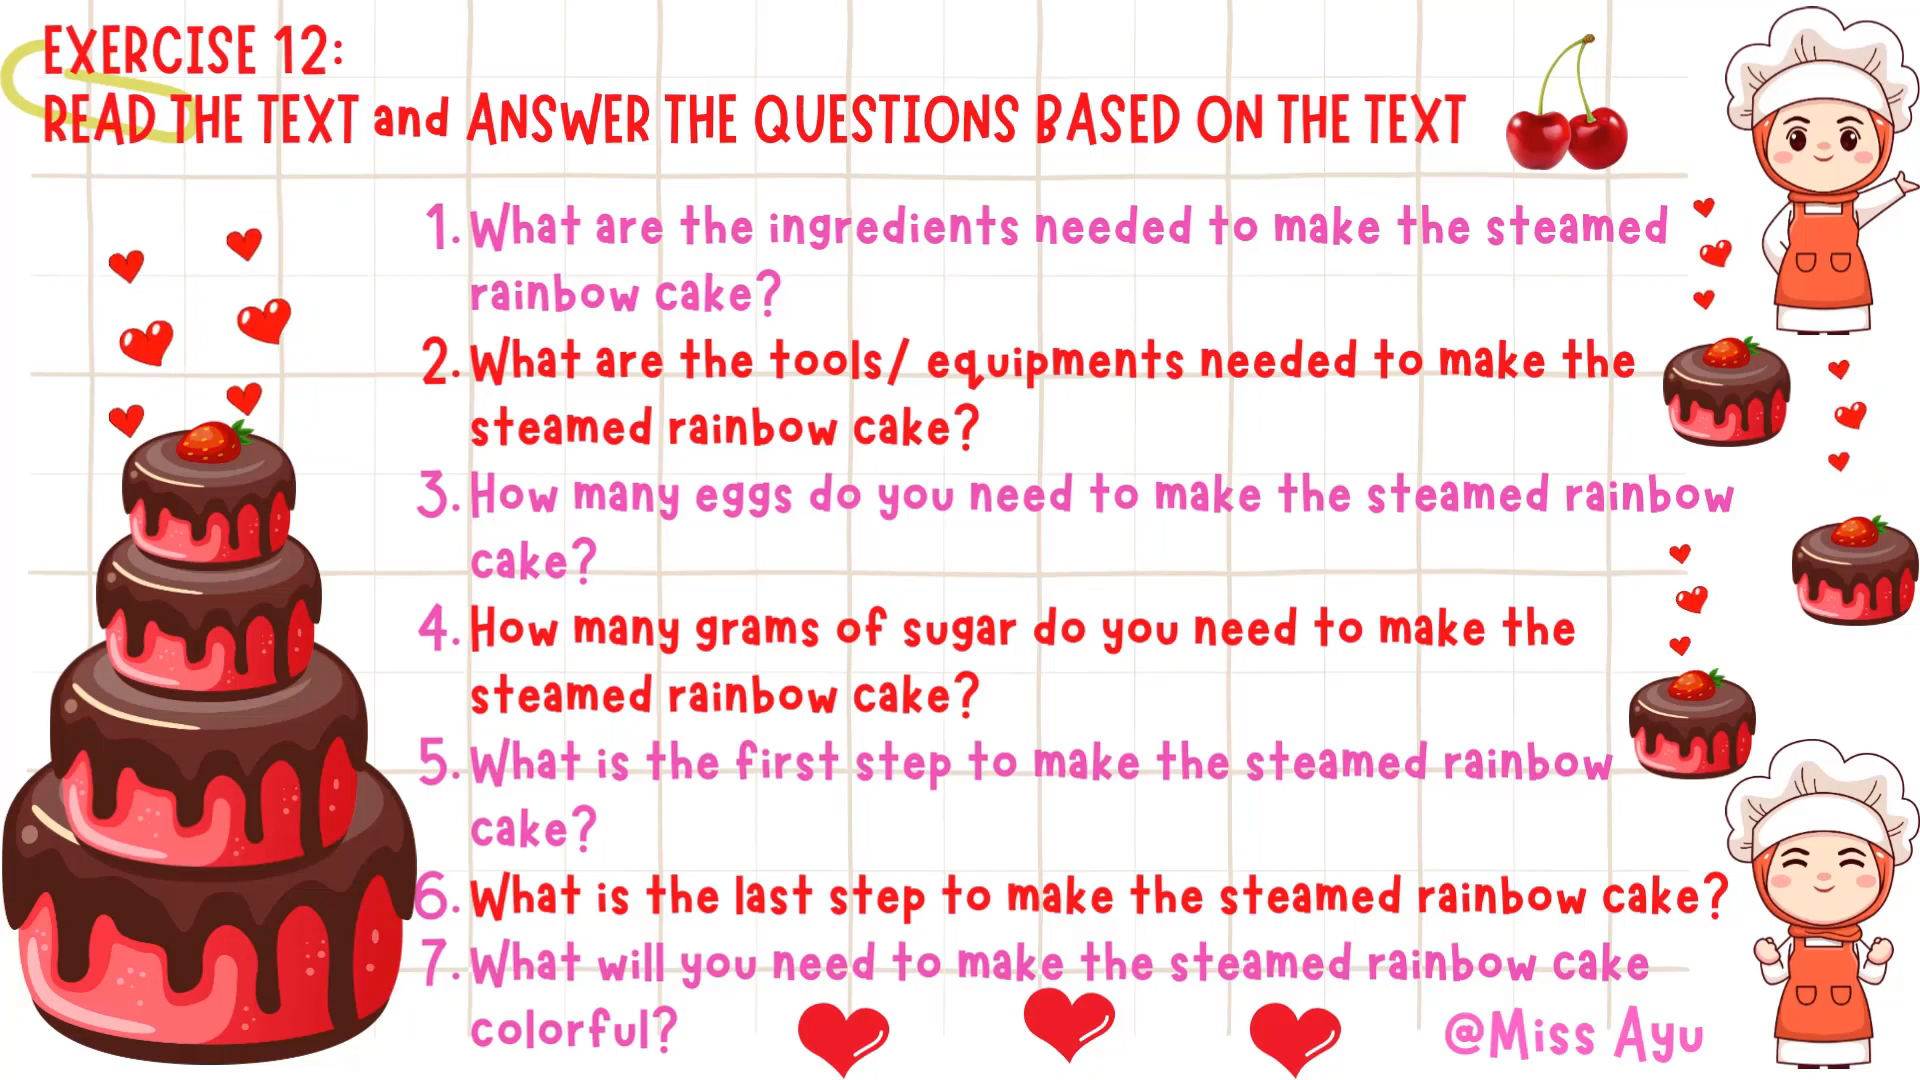 EXERCISE 12:
READ THE TEXT and ANSWER THE QUESTIONS BASED ON THE TEXT
1. What are the ingredients needed to make the steamed
rainbow cake?
2. What are the tools/ equipments needed to make the
steamed rainbow cake?
3. How many eggs do you need to make the steamed rainbow
cake?
4. How many grams of sugar do you need to make the
steamed rainbow cake?
5. What is the first step to make the steamed rainbow
cake?
6. What is the last step to make the steamed rainbow cake?
7. What will you need to make the steamed rainbow cake
colorful?
@Miss Ayu